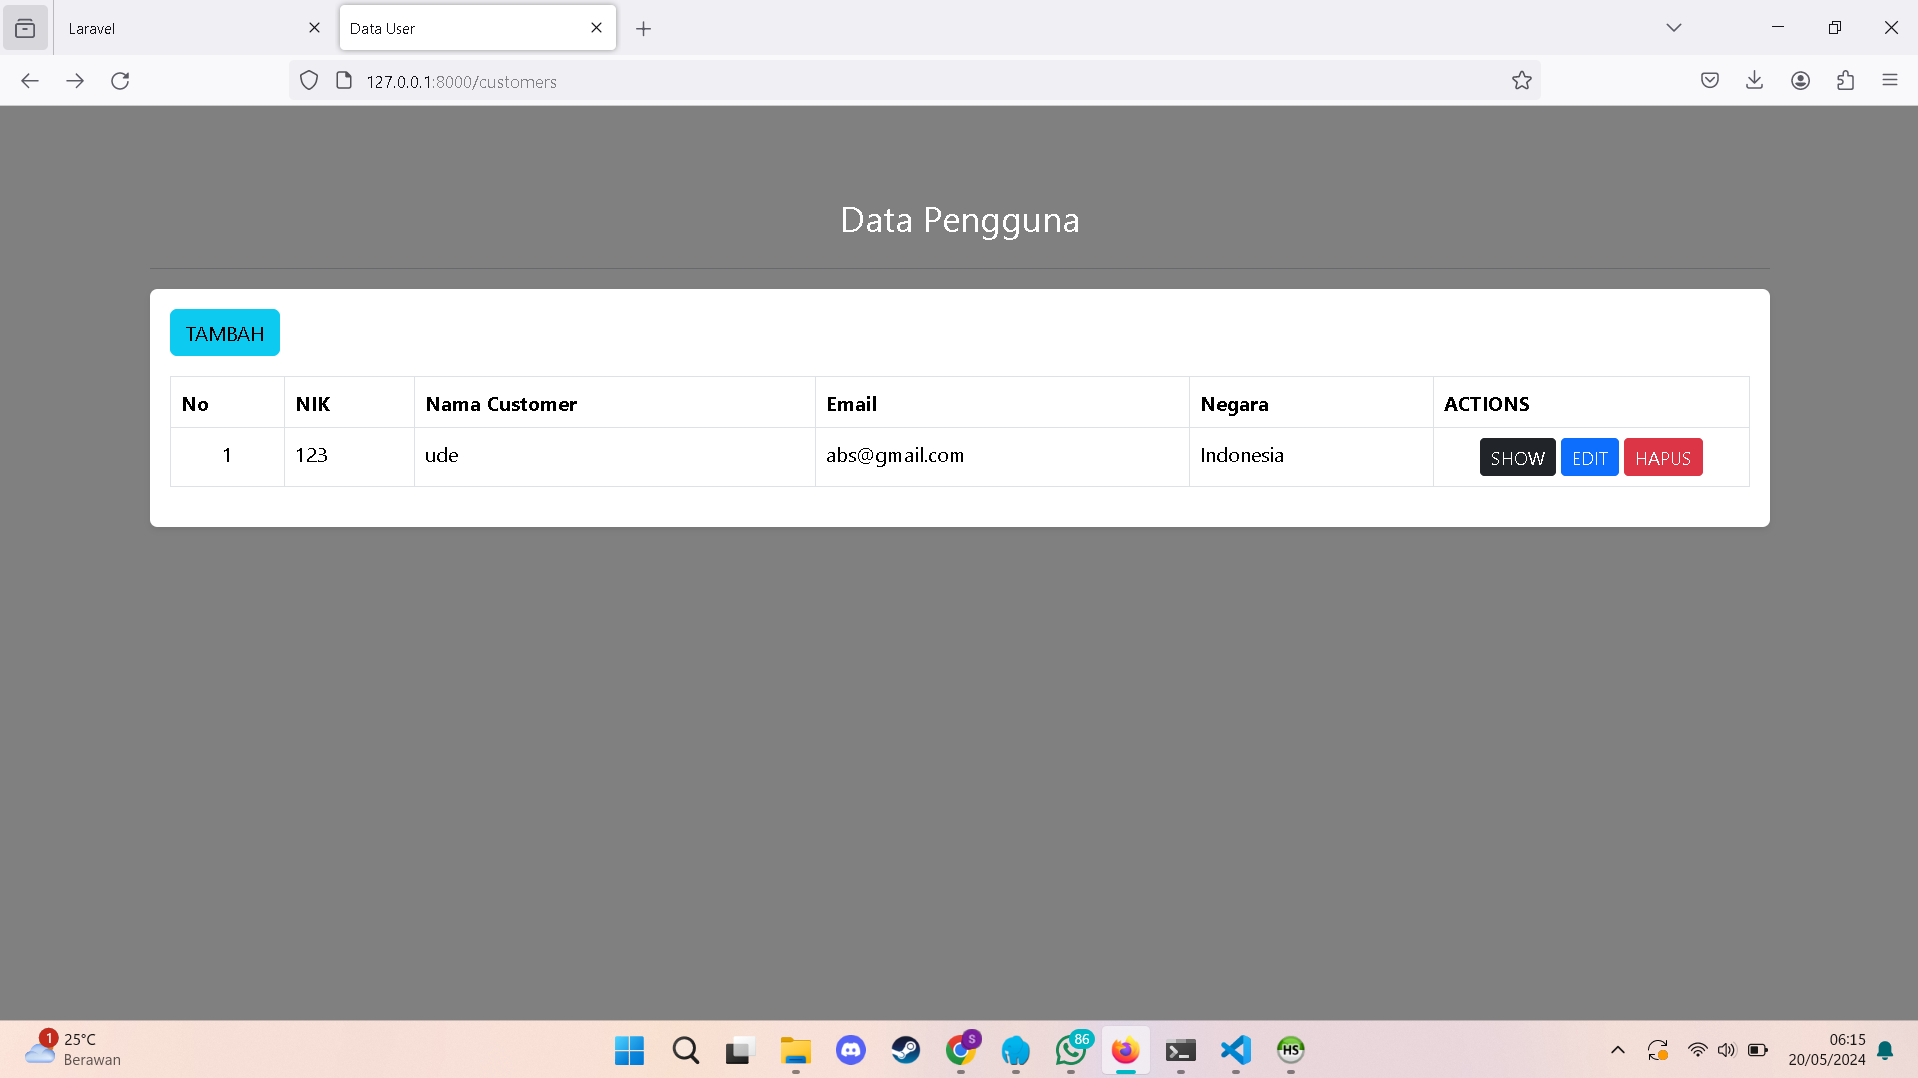 Laravel
Data User
127.0.0.1:8000/customers
Data Pengguna
TAMBAH
No NIK Nama Customer Email Negara ACTIONS
1 123 ude abs@gmail.com Indonesia SHOW EDIT HAPUS
1 25°C
Berawan
S
86
HS
06:15
20/05/2024